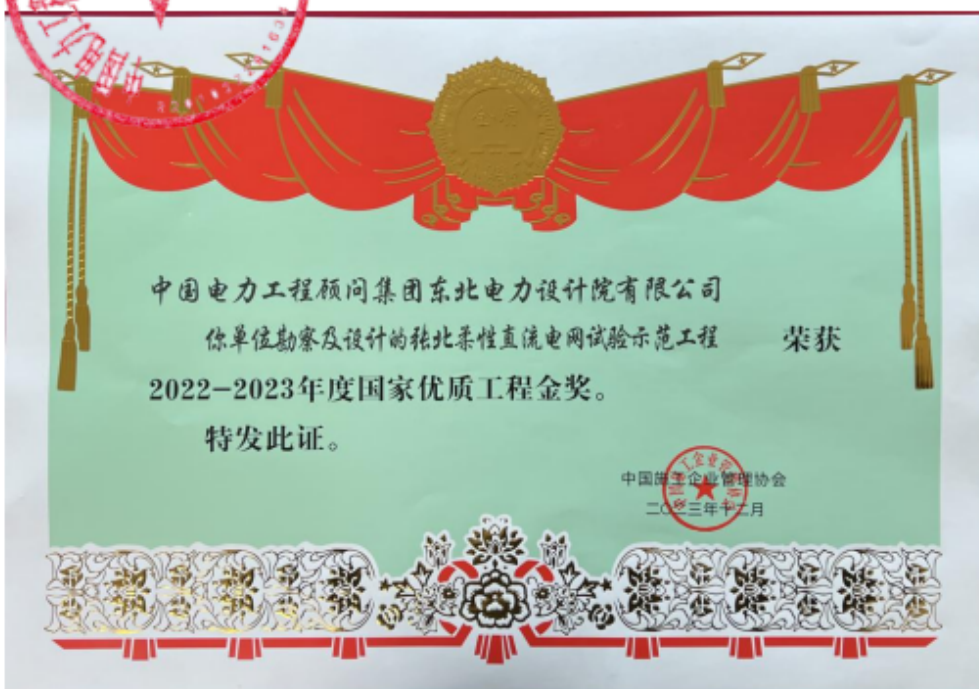 中国电力工程顾问集团东北电力设计院有限公司
你单位勘察及设计的张北柔性直流电网试验示范工程 荣获
2022-2023年度国家优质工程金奖。
特发此证。
中国施工企业管理协会
二〇二三年十二月